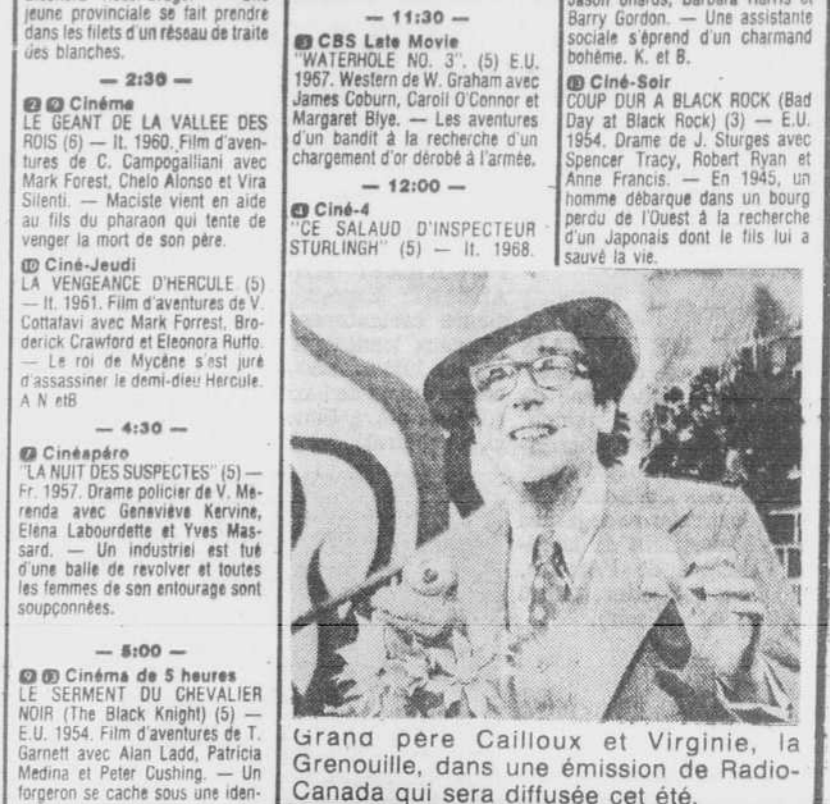 jeune provinciale se fait prendre
dans les filets d'un réseau de traite
des blanches.
— 2:30 —
Cinéma
LE GEANT DE LA VALLEE DES
ROIS (6) — It. 1960. Film d'aven-
tures de C. Campogalliani avec
Mark Forest, Chelo Alonso et Vira
Silenti. — Maciste vient en aide
au fils du pharaon qui tente de
venger la mort de son père.
10 Ciné-Jeudi
LA VENGEANCE D'HERCULE (5)
— It. 1961. Film d'aventures de V.
Cottafavi avec Mark Forrest, Bro-
derick Crawford et Eleonora Ruffo.
— Le roi de Mycène s'est juré
d'assassiner le demi-dieu Hercule.
A N etB
— 4:30 —
7 Cinéapéro
"LA NUIT DES SUSPECTES" (5) —
Fr. 1957. Drame policier de V. Me-
renda avec Geneviève Kervine,
Elena Labourdette et Yves Mas-
sard. — Un industriel est tué
d'une balle de revolver et toutes
les femmes de son entourage sont
soupçonnées.
— 5:00 —
Cinéma de 5 heures
LE SERMENT DU CHEVALIER
NOIR (The Black Knight) (5) —
E.U. 1954. Film d'aventures de T.
Garnett avec Alan Ladd, Patricia
Medina et Peter Cushing. — Un
forgeron se cache sous une iden-
— 11:30 —
3 CBS Late Movie
"WATERHOLE NO. 3". (5) E.U.
1967. Western de W. Graham avec
James Coburn, Caroll O'Connor et
Margaret Blye. — Les aventures
d'un bandit à la recherche d'un
chargement d'or dérobé à l'armée.
— 12:00 —
4 Ciné-4
"CE SALAUD D'INSPECTEUR
STURLINGH" (5) — It. 1968.
Barry Gordon. — Une assistante
sociale s'éprend d'un charmand
bohême. K. et B.
Ciné-Soir
COUP DUR A BLACK ROCK (Bad
Day at Black Rock) (3) — E.U.
1954. Drame de J. Sturges avec
Spencer Tracy, Robert Ryan et
Anne Francis. — En 1945, un
homme débarque dans un bourg
perdu de l'Ouest à la recherche
d'un Japonais dont le fils lui a
sauvé la vie.
Grand père Cailloux et Virginie, la
Grenouille, dans une émission de Radio-
Canada qui sera diffusée cet été.